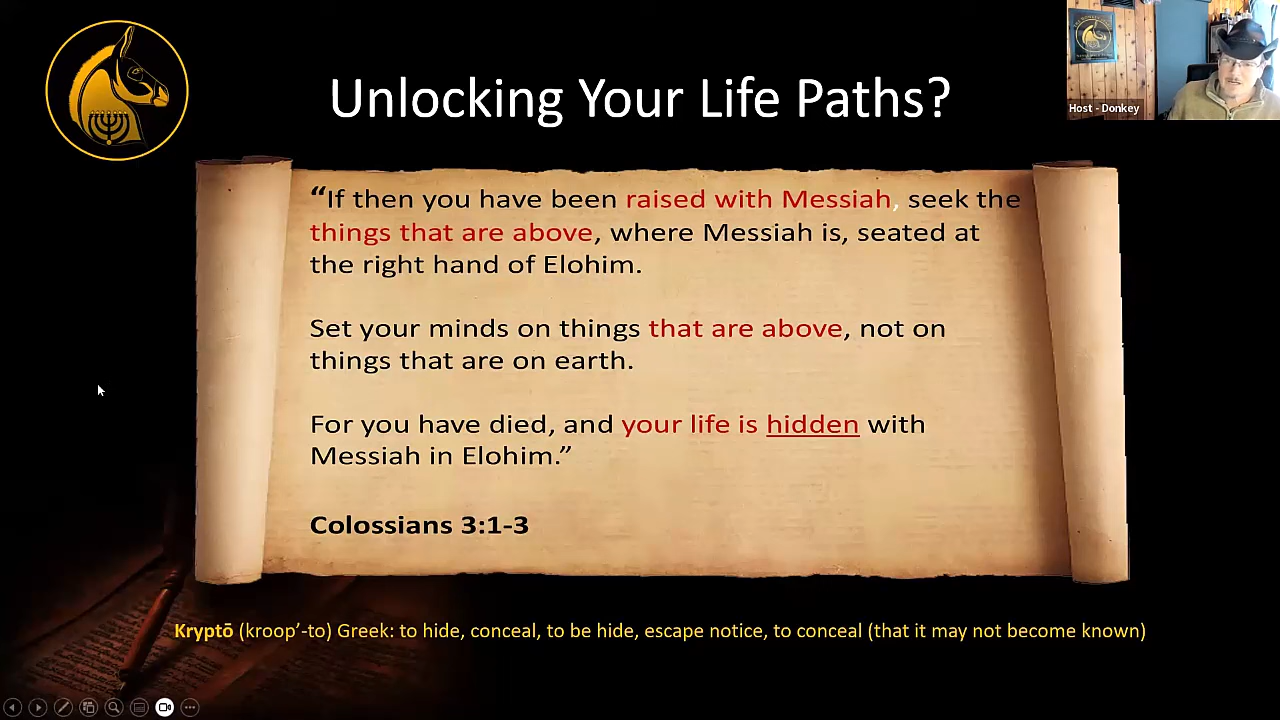 Unlocking Your Life Paths?
Host - Donkey
“If then you have been raised with Messiah, seek the
things that are above, where Messiah is, seated at
the right hand of Elohim.
Set your minds on things that are above, not on
things that are on earth.
For you have died, and your life is hidden with
Messiah in Elohim.”
Colossians 3:1-3
Kryptō (kroop’-to) Greek: to hide, conceal, to be hide, escape notice, to conceal (that it may not become known)